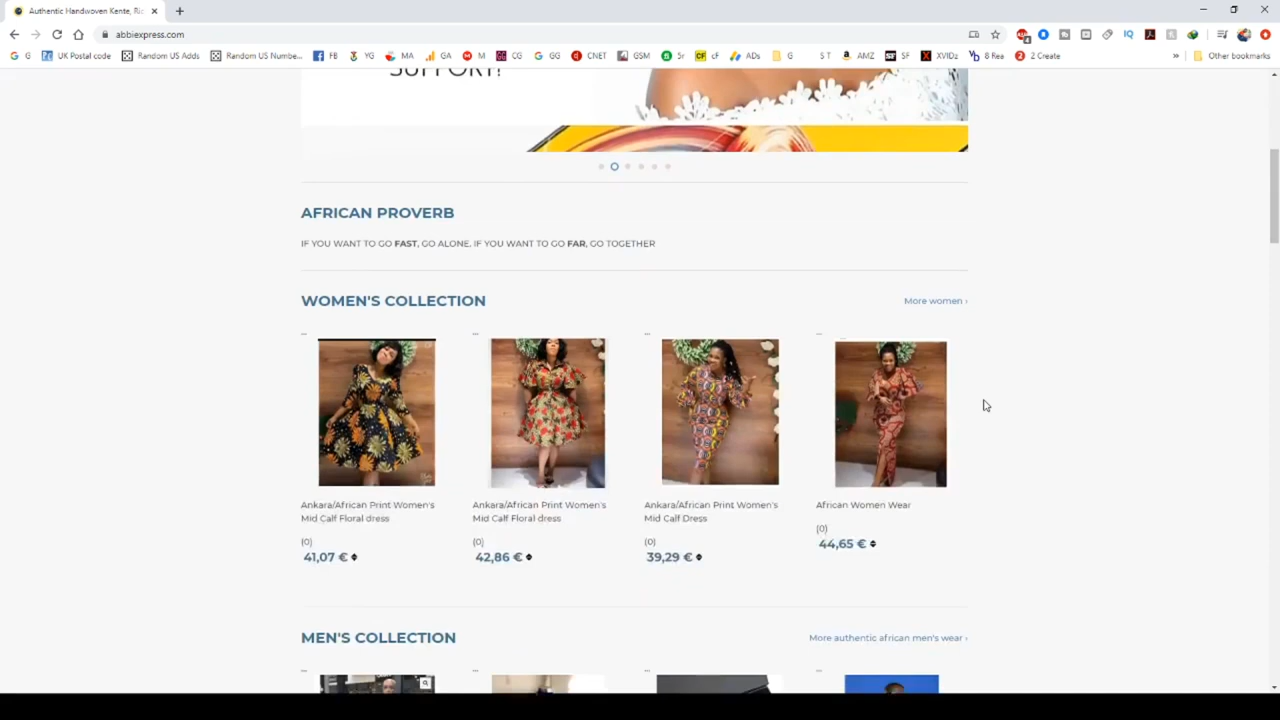 Authentic Handwoven Kente, Ric
abbiexpress.com
G UK Postal code Random US Adds Random US Numbe... FB YG MA GA M CG GG CNET GSM 5r cF ADs G S T AMZ SF XVIDz 8 Rea 2 Create » Other bookmarks
SUPPORT!
AFRICAN PROVERB
IF YOU WANT TO GO FAST, GO ALONE. IF YOU WANT TO GO FAR, GO TOGETHER
WOMEN'S COLLECTION
More women ›
Ankara/African Print Women's
Mid Calf Floral dress
(0)
41,07 €
Ankara/African Print Women's
Mid Calf Floral dress
(0)
42,86 €
Ankara/African Print Women's
Mid Calf Dress
(0)
39,29 €
African Women Wear
(0)
44,65 €
MEN'S COLLECTION
More authentic african men's wear ›